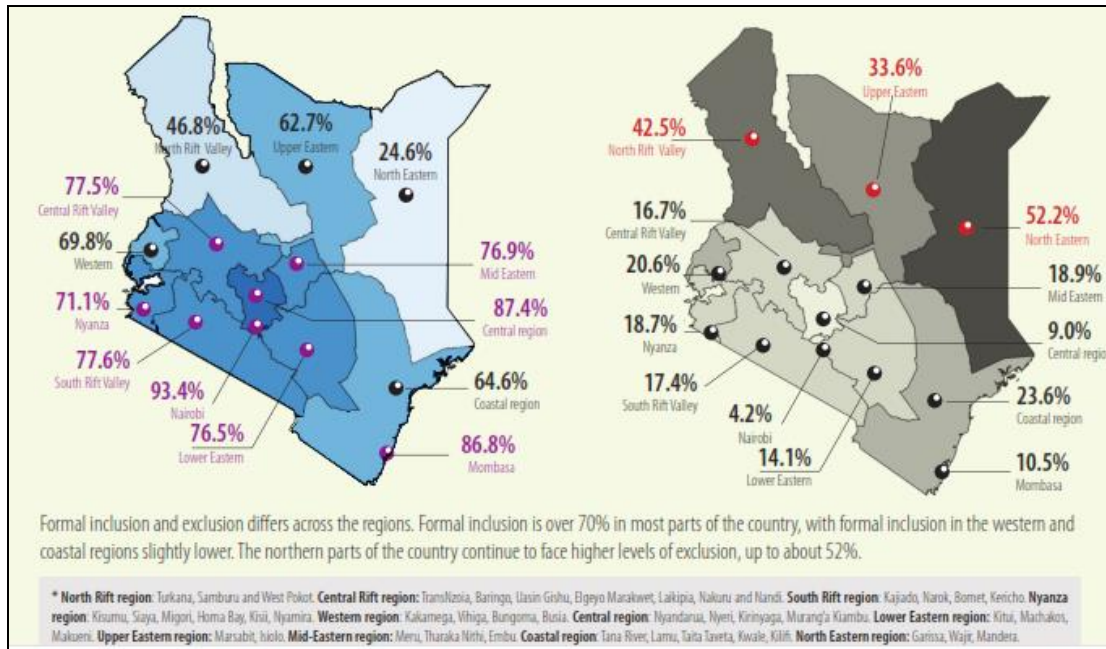 46.8%
North Rift Valley
62.7%
Upper Eastern
24.6%
North Eastern
77.5%
Central Rift Valley
69.8%
Western
76.9%
Mid Eastern
71.1%
Nyanza
87.4%
Central region
77.6%
South Rift Valley
93.4%
Nairobi
64.6%
Coastal region
76.5%
Lower Eastern
86.8%
Mombasa
33.6%
Upper Eastern
42.5%
North Rift Valley
52.2%
North Eastern
16.7%
Central Rift Valley
20.6%
Western
18.9%
Mid Eastern
18.7%
Nyanza
9.0%
Central regio
17.4%
South Rift Valley
4.2%
Nairobi
23.6%
Coastal region
14.1%
Lower Eastern
10.5%
Mombasa
Formal inclusion and exclusion differs across the regions. Formal inclusion is over 70% in most parts of the country, with formal inclusion in the western and
coastal regions slightly lower. The northern parts of the country continue to face higher levels of exclusion, up to about 52%.
* North Rift region: Turkana, Samburu and West Pokot. Central Rift region: TransNzoia, Baringo, Uasin Gishu, Elgeyo Marakwet, Laikipia, Nakuru and Nandi. South Rift region: Kajiado, Narok, Bomet, Kericho. Nyanza
region: Kisumu, Siaya, Migori, Homa Bay, Kisii, Nyamira. Western region: Kakamega, Vihiga, Bungoma, Busia. Central region: Nyandarua, Nyeri, Kirinyaga, Murang'a Kiambu. Lower Eastern region: Kitui, Machakos,
Makueni. Upper Eastern region: Marsabit, Isiolo. Mid-Eastern region: Meru, Tharaka Nithi, Embu. Coastal region: Tana River, Lamu, Taita Taveta, Kwale, Kilifi. North Eastern region: Garissa, Wajir, Mandera.